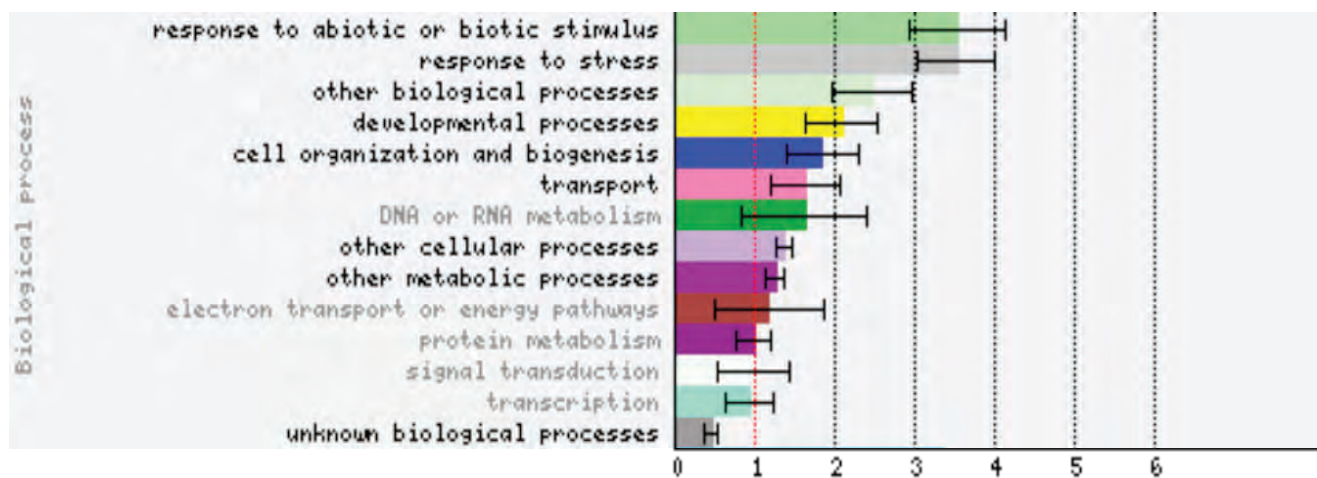 Biological process
response to abiotic or biotic stimulus
response to stress
other biological processes
developmental processes
cell organization and biogenesis
transport
DNA or RNA metabolism
other cellular processes
other metabolic processes
electron transport or energy pathways
protein metabolism
signal transduction
transcription
unknown biological processes
0 1 2 3 4 5 6